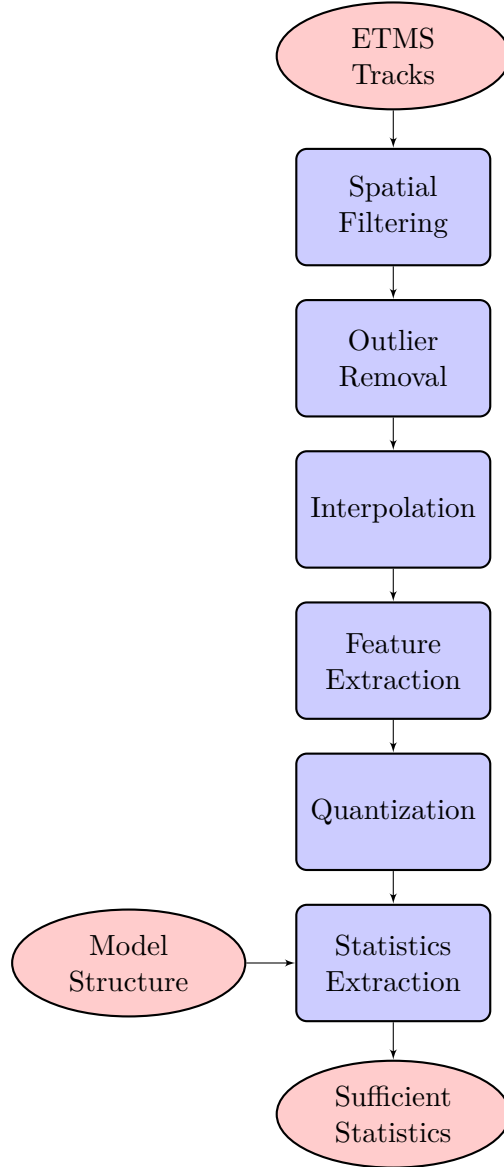 ETMS
Tracks
Spatial
Filtering
Outlier
Removal
Interpolation
Feature
Extraction
Quantization
Model
Structure
Statistics
Extraction
Sufficient
Statistics